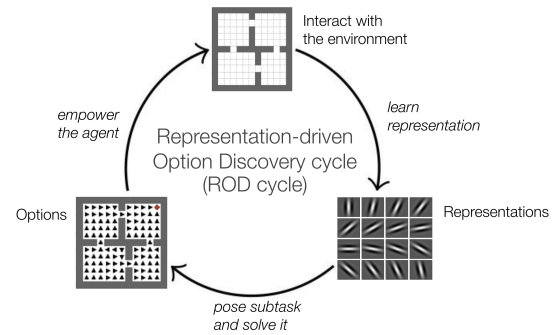 Interact with
the environment
learn
representation
Representations
pose subtask
and solve it
Options
empower
the agent
Representation-driven
Option Discovery cycle
(ROD cycle)